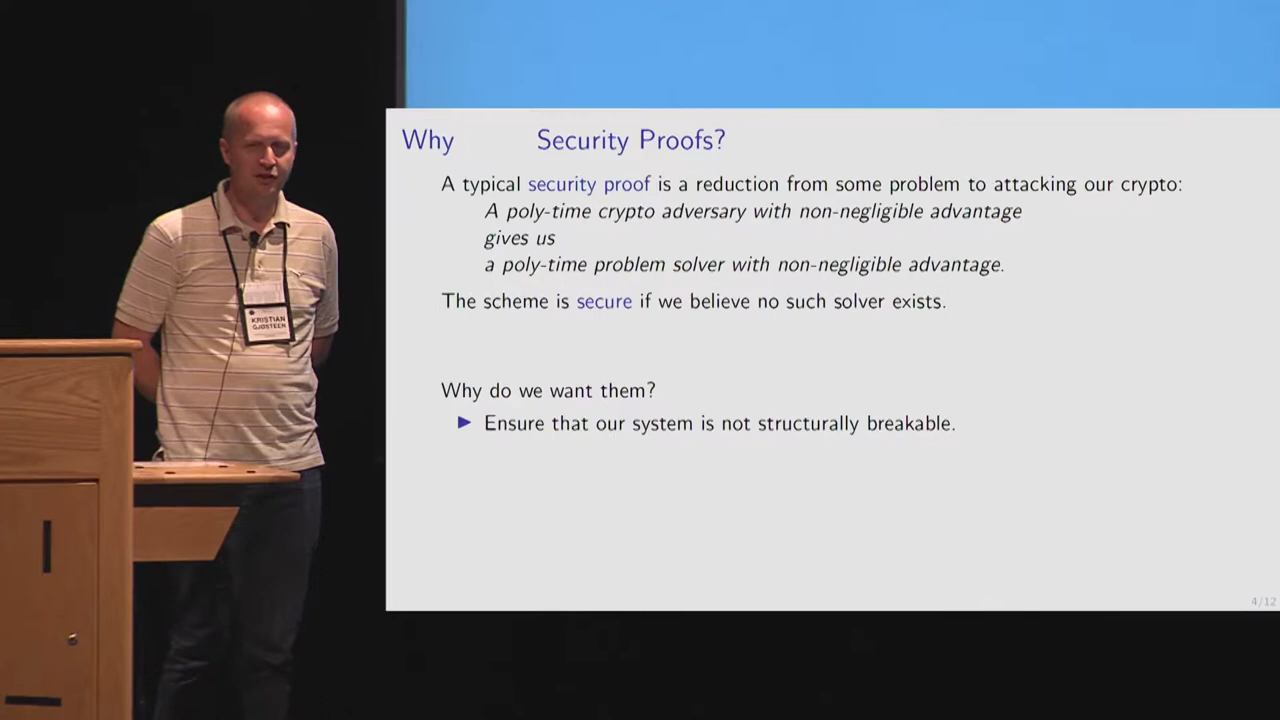 Why Security Proofs?
A typical security proof is a reduction from some problem to attacking our crypto:
A poly-time crypto adversary with non-negligible advantage
gives us
a poly-time problem solver with non-negligible advantage.
The scheme is secure if we believe no such solver exists.
KRISTIAN
GJØSTEEN
Why do we want them?
▶ Ensure that our system is not structurally breakable.
4/12